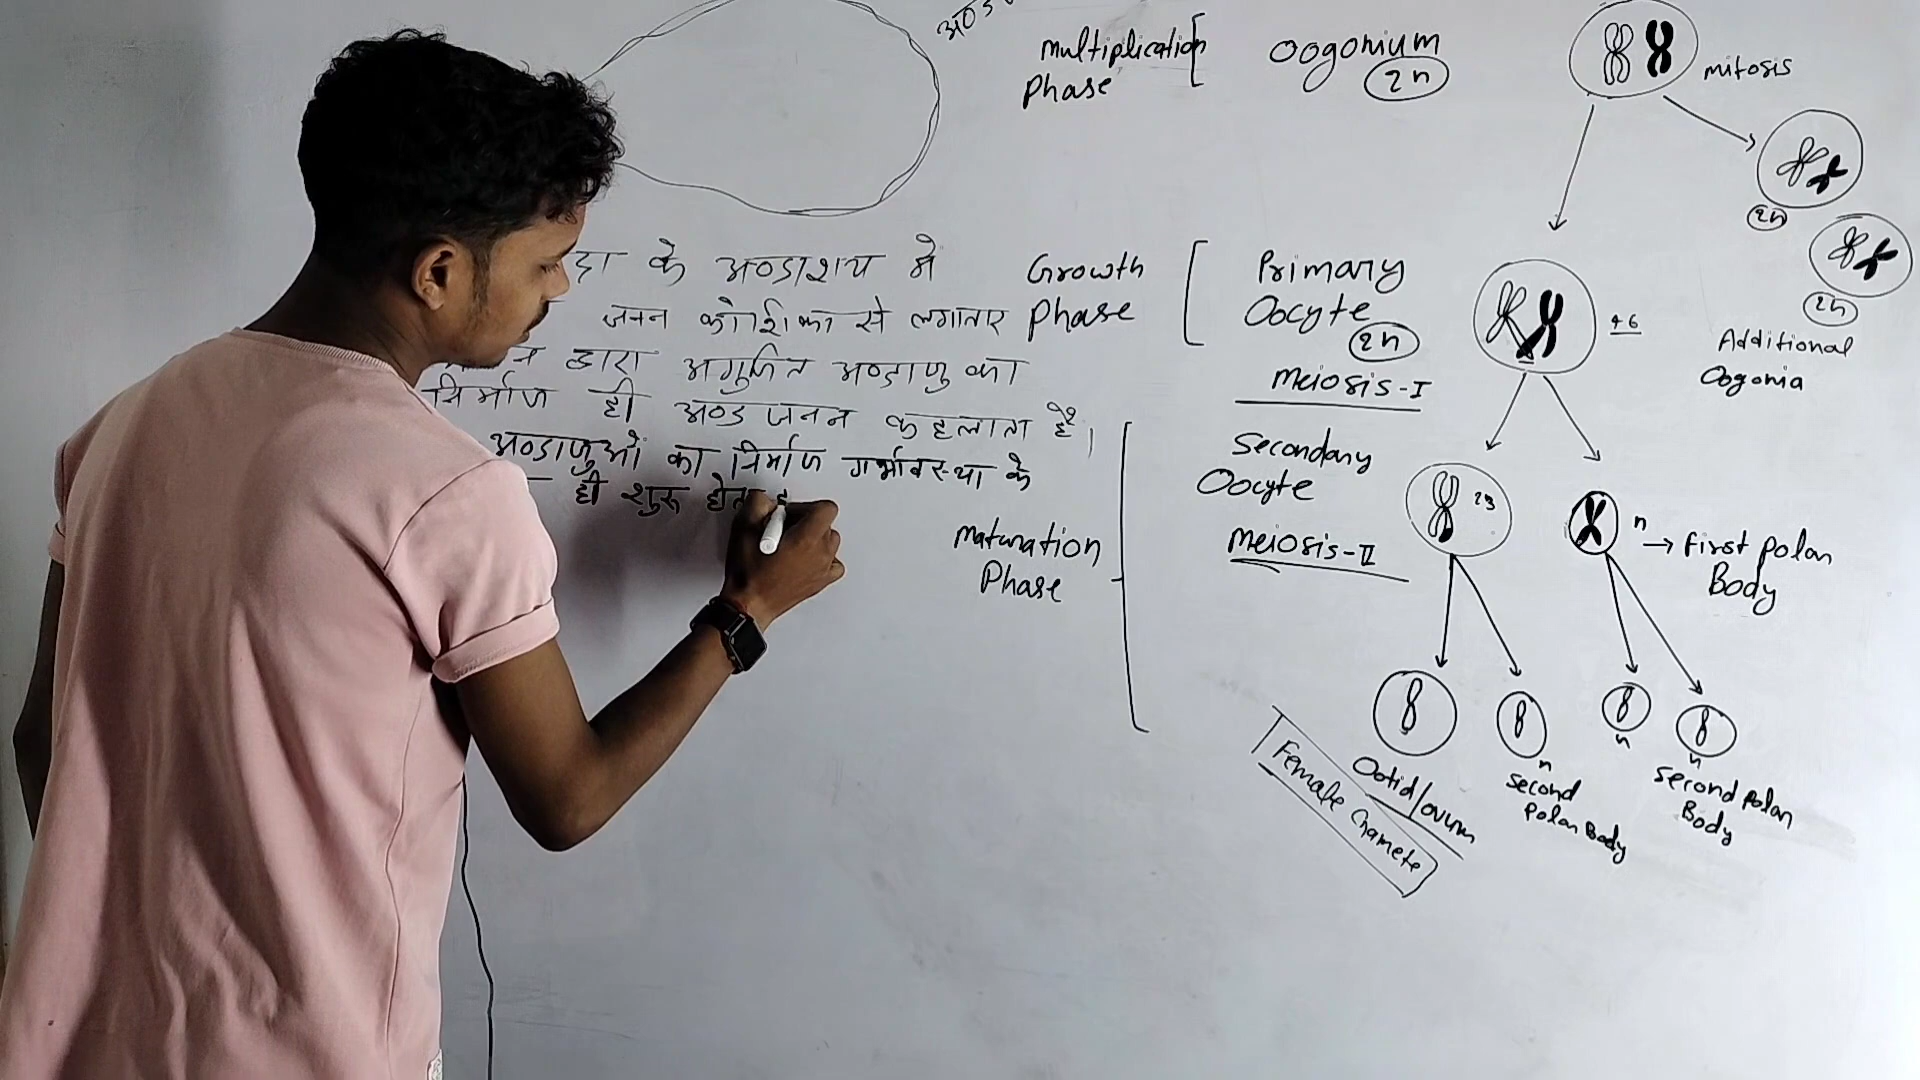 Multiplication
Phase
Oogonium
2n
mitosis
2n
2n
Additional
Oogonia
के अण्डाशय मे
जनन कोशिका से लगातार
द्वारा अगुणित अण्डाणु का
निर्माण ही अण्ड जनन कहलाता है।
अण्डाणुओं का निर्माण गर्भावस्था के
ही शुरू
Growth
Phase
Primary
Oocyte
2n
46
Meiosis-I
Secondary
Oocyte
23
Meiosis-II
Maturation
Phase
n
→ First Polar
Body
Ootid/ovum
Female Gamete
n
second
Polar Body
n
n
second Polar
Body